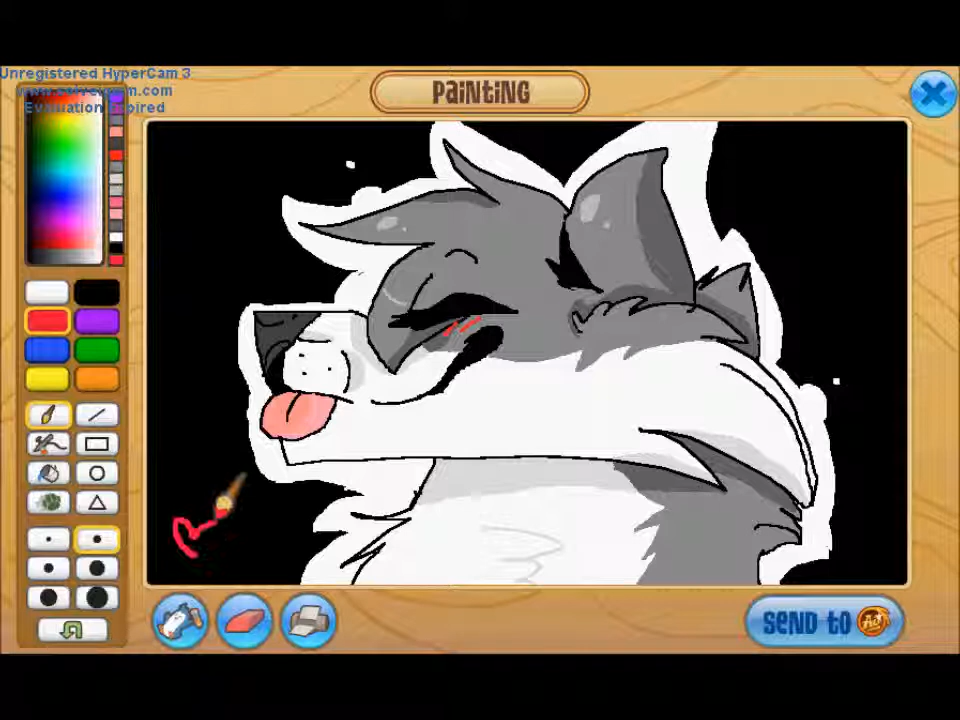 Unregistered HyperCam 3
Evaluation Expired
PAINTING
SEND TO